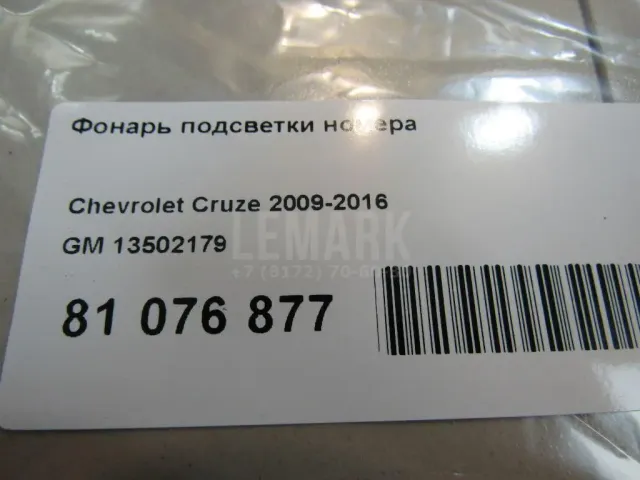 Фонарь подсветки номера
Chevrolet Cruze 2009-2016
GM 13502179
LEMARK
81 076 877